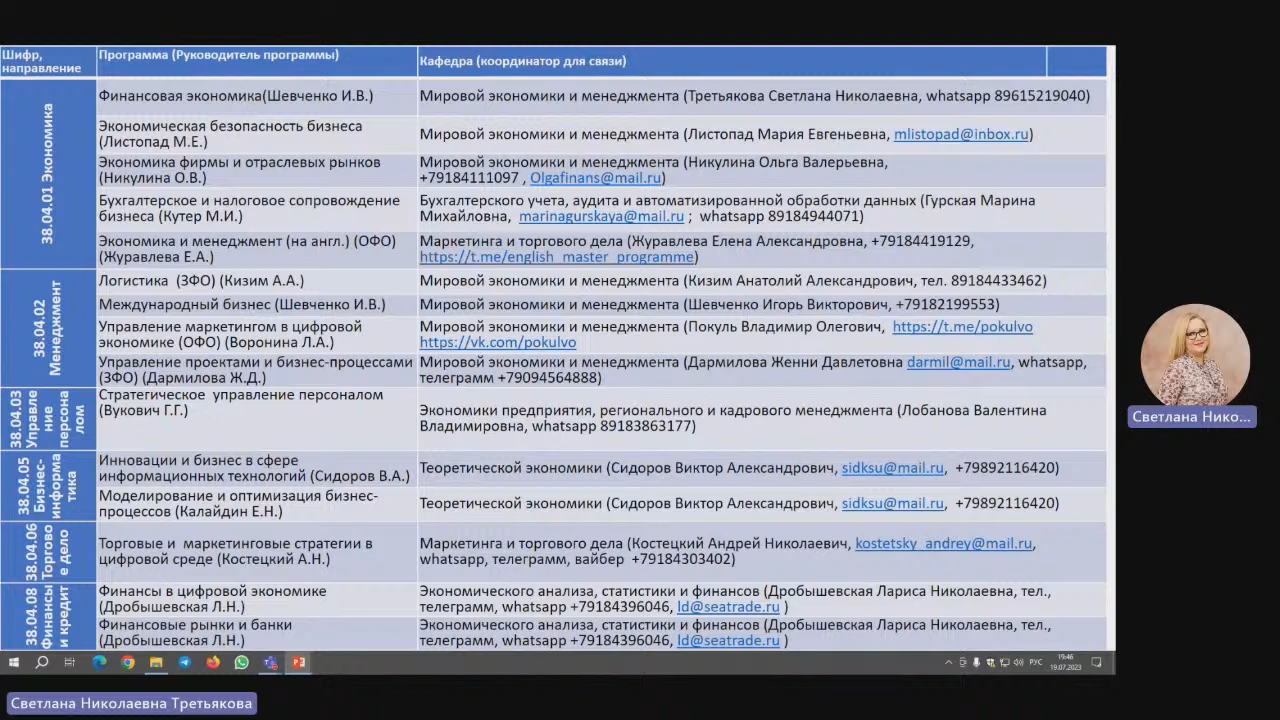 Шифр,
направление
Программа (Руководитель программы)
Кафедра (координатор для связи)
38.04.01 Экономика
Финансовая экономика(Шевченко И.В.)
Мировой экономики и менеджмента (Третьякова Светлана Николаевна, whatsapp 89615219040)
Экономическая безопасность бизнеса
(Листопад М.Е.)
Мировой экономики и менеджмента (Листопад Мария Евгеньевна, mlistopad@inbox.ru)
Экономика фирмы и отраслевых рынков
(Никулина О.В.)
Мировой экономики и менеджмента (Никулина Ольга Валерьевна,
+79184111097 , Olgafinans@mail.ru)
Бухгалтерское и налоговое сопровождение
бизнеса (Кутер М.И.)
Бухгалтерского учета, аудита и автоматизированной обработки данных (Гурская Марина
Михайловна, marinagurskaya@mail.ru ; whatsapp 89184944071)
Экономика и менеджмент (на англ.) (ОФО)
(Журавлева Е.А.)
Маркетинга и торгового дела (Журавлева Елена Александровна, +79184419129,
https://t.me/english_master_programme)
38.04.02
Менеджмент
Логистика (ЗФО) (Кизим А.А.)
Мировой экономики и менеджмента (Кизим Анатолий Александрович, тел. 89184433462)
Международный бизнес (Шевченко И.В.)
Мировой экономики и менеджмента (Шевченко Игорь Викторович, +79182199553)
Управление маркетингом в цифровой
экономике (ОФО) (Воронина Л.А.)
Мировой экономики и менеджмента (Покуль Владимир Олегович, https://t.me/pokulvo
https://vk.com/pokulvo
Управление проектами и бизнес-процессами
(ЗФО) (Дармилова Ж.Д.)
Мировой экономики и менеджмента (Дармилова Женни Давлетовна darmil@mail.ru, whatsapp,
телеграмм +79094564888)
38.04.03
Управле
ние
персона
лом
Стратегическое управление персоналом
(Вукович Г.Г.)
Экономики предприятия, регионального и кадрового менеджмента (Лобанова Валентина
Владимировна, whatsapp 89183863177)
38.04.05
Бизнес-
информа
тика
Инновации и бизнес в сфере
информационных технологий (Сидоров В.А.)
Теоретической экономики (Сидоров Виктор Александрович, sidksu@mail.ru, +79892116420)
Моделирование и оптимизация бизнес-
процессов (Калайдин Е.Н.)
Теоретической экономики (Сидоров Виктор Александрович, sidksu@mail.ru, +79892116420)
38.04.06
Торгово
е дело
Торговые и маркетинговые стратегии в
цифровой среде (Костецкий А.Н.)
Маркетинга и торгового дела (Костецкий Андрей Николаевич, kostetsky_andrey@mail.ru,
whatsapp, телеграмм, вайбер +79184303402)
38.04.08
Финансы
и кредит
Финансы в цифровой экономике
(Дробышевская Л.Н.)
Экономического анализа, статистики и финансов (Дробышевская Лариса Николаевна, тел.,
телеграмм, whatsapp +79184396046, ld@seatrade.ru )
Финансовые рынки и банки
(Дробышевская Л.Н.)
Экономического анализа, статистики и финансов (Дробышевская Лариса Николаевна, тел.,
телеграмм, whatsapp +79184396046, ld@seatrade.ru )
Светлана Нико...
РУС
19:46
19.07.2023
Светлана Николаевна Третьякова